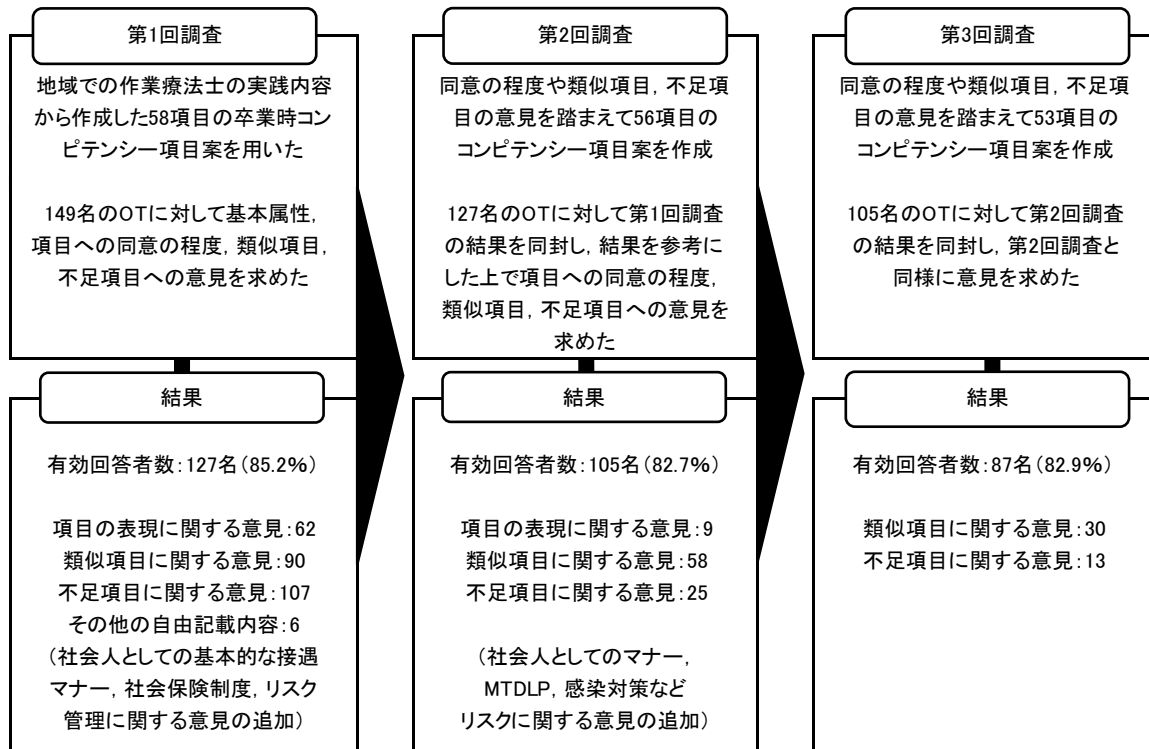 第1回調査
地域での作業療法士の実践内容
から作成した58項目の卒業時コン
ピテンシー項目案を用いた
149名のOTに対して基本属性,
項目への同意の程度, 類似項目,
不足項目への意見を求めた
結果
有効回答者数:127名(85.2%)
項目の表現に関する意見:62
類似項目に関する意見:90
不足項目に関する意見:107
その他の自由記載内容:6
(社会人としての基本的な接遇
マナー, 社会保険制度, リスク
管理に関する意見の追加)
第2回調査
同意の程度や類似項目, 不足項
目の意見を踏まえて56項目の
コンピテンシー項目案を作成
127名のOTに対して第1回調査
の結果を同封し, 結果を参考に
した上で項目への同意の程度,
類似項目, 不足項目への意見を
求めた
結果
有効回答者数:105名(82.7%)
項目の表現に関する意見:9
類似項目に関する意見:58
不足項目に関する意見:25
(社会人としてのマナー,
MTDLP, 感染対策など
リスクに関する意見の追加)
第3回調査
同意の程度や類似項目, 不足項
目の意見を踏まえて53項目の
コンピテンシー項目案を作成
105名のOTに対して第2回調査
の結果を同封し, 第2回調査と
同様に意見を求めた
結果
有効回答者数:87名(82.9%)
類似項目に関する意見:30
不足項目に関する意見:13